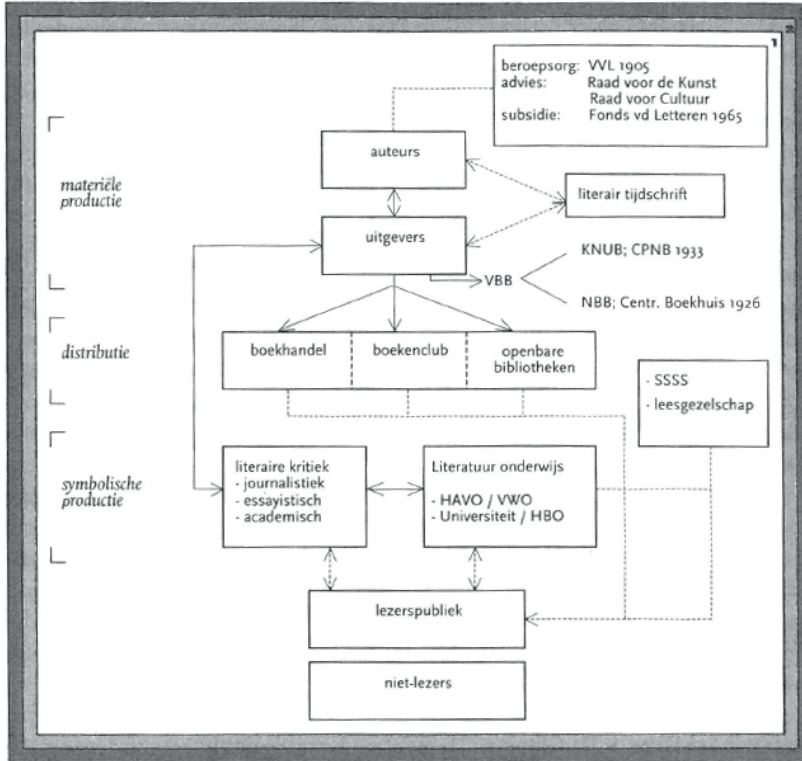 2
1
beroepsorg: VVL 1905
advies: Raad voor de Kunst
Raad voor Cultuur
subsidie: Fonds vd Letteren 1965
auteurs
materiële
productie
literair tijdschrift
uitgevers
KNUB; CPNB 1933
VBB
NBB; Centr. Boekhuis 1926
distributie
boekhandel
boekenclub
openbare
bibliotheken
- SSSS
- leesgezelschap
symbolische
productie
literaire kritiek
- journalistiek
- essayistisch
- academisch
Literatuur onderwijs
- HAVO / VWO
- Universiteit / HBO
lezerspubliek
niet-lezers